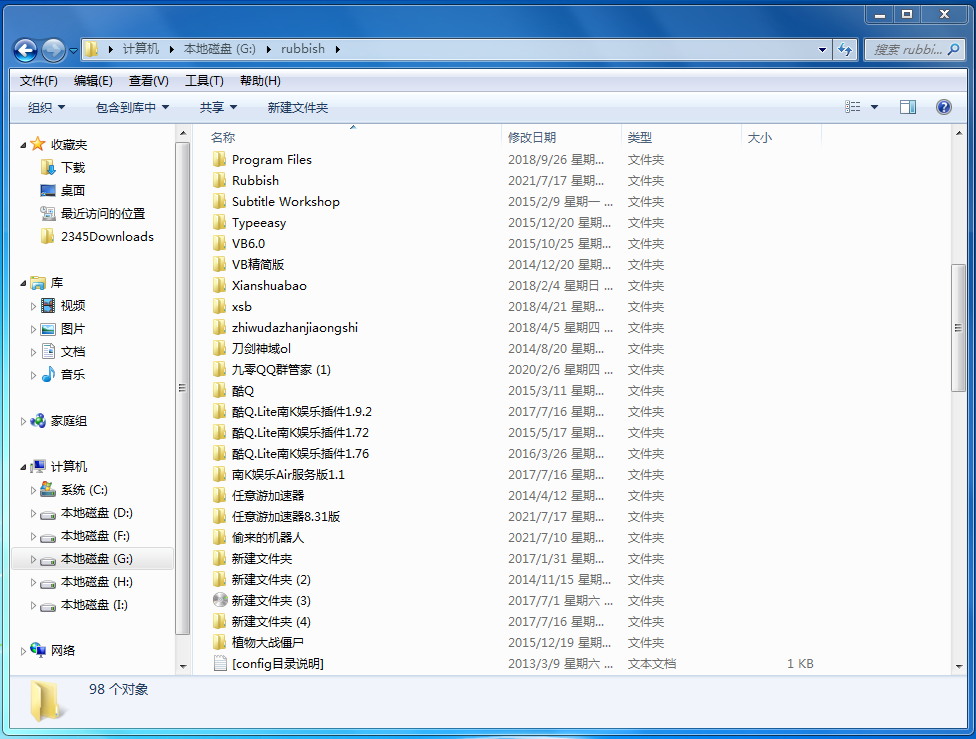 计算机 本地磁盘 (G:) rubbish
搜索 rubbi...
文件(F) 编辑(E) 查看(V) 工具(T) 帮助(H)
组织 包含到库中 共享 新建文件夹
收藏夹
下载
桌面
最近访问的位置
2345Downloads
库
视频
图片
文档
音乐
家庭组
计算机
系统 (C:)
本地磁盘 (D:)
本地磁盘 (F:)
本地磁盘 (G:)
本地磁盘 (H:)
本地磁盘 (I:)
网络
名称 修改日期 类型 大小
Program Files 2018/9/26 星期... 文件夹
Rubbish 2021/7/17 星期... 文件夹
Subtitle Workshop 2015/2/9 星期一 ... 文件夹
Typeeasy 2015/12/20 星期... 文件夹
VB6.0 2015/10/25 星期... 文件夹
VB精简版 2014/12/20 星期... 文件夹
Xianshuabao 2018/2/4 星期日 ... 文件夹
xsb 2018/4/21 星期... 文件夹
zhiwudazhanjiaongshi 2018/4/5 星期四 ... 文件夹
刀剑神域ol 2014/8/20 星期... 文件夹
九零QQ群管家 (1) 2020/2/6 星期四 ... 文件夹
酷Q 2015/3/11 星期... 文件夹
酷Q.Lite南K娱乐插件1.9.2 2017/7/16 星期... 文件夹
酷Q.Lite南K娱乐插件1.72 2015/5/17 星期... 文件夹
酷Q.Lite南K娱乐插件1.76 2016/3/26 星期... 文件夹
南K娱乐Air服务版1.1 2017/7/16 星期... 文件夹
任意游加速器 2014/4/12 星期... 文件夹
任意游加速器8.31版 2021/7/17 星期... 文件夹
偷来的机器人 2021/7/10 星期... 文件夹
新建文件夹 2017/1/31 星期... 文件夹
新建文件夹 (2) 2014/11/15 星期... 文件夹
新建文件夹 (3) 2017/7/1 星期六 ... 文件夹
新建文件夹 (4) 2017/7/16 星期... 文件夹
植物大战僵尸 2015/12/19 星期... 文件夹
[config目录说明] 2013/3/9 星期六 ... 文本文档 1 KB
98 个对象